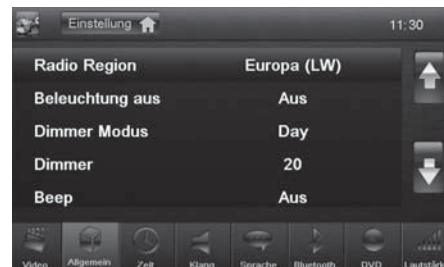 Einstellung 11:30
Radio Region Europa (LW)
Beleuchtung aus Aus
Dimmer Modus Day
Dimmer 20
Beep Aus
Video Allgemein Zeit Klang Sprache Bluetooth DVD Lautstärk